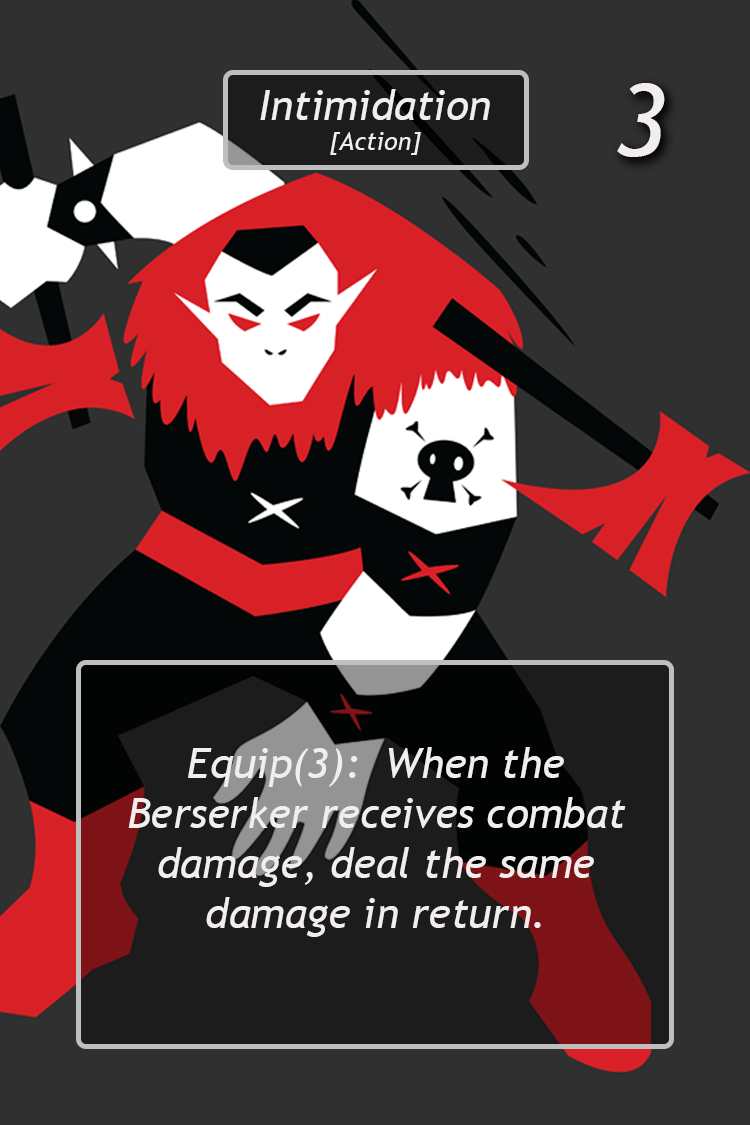 Intimidation
[Action]
3
Equip(3): When the
Berserker receives combat
damage, deal the same
damage in return.